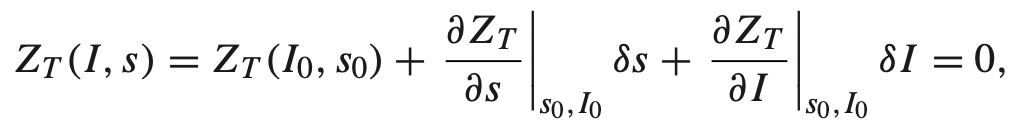 $Z_T(I, s) = Z_T(I_0, s_0) + \left.\frac{\partial Z_T}{\partial s}\right|_{s_0, I_0} \delta s + \left.\frac{\partial Z_T}{\partial I}\right|_{s_0, I_0} \delta I = 0,$